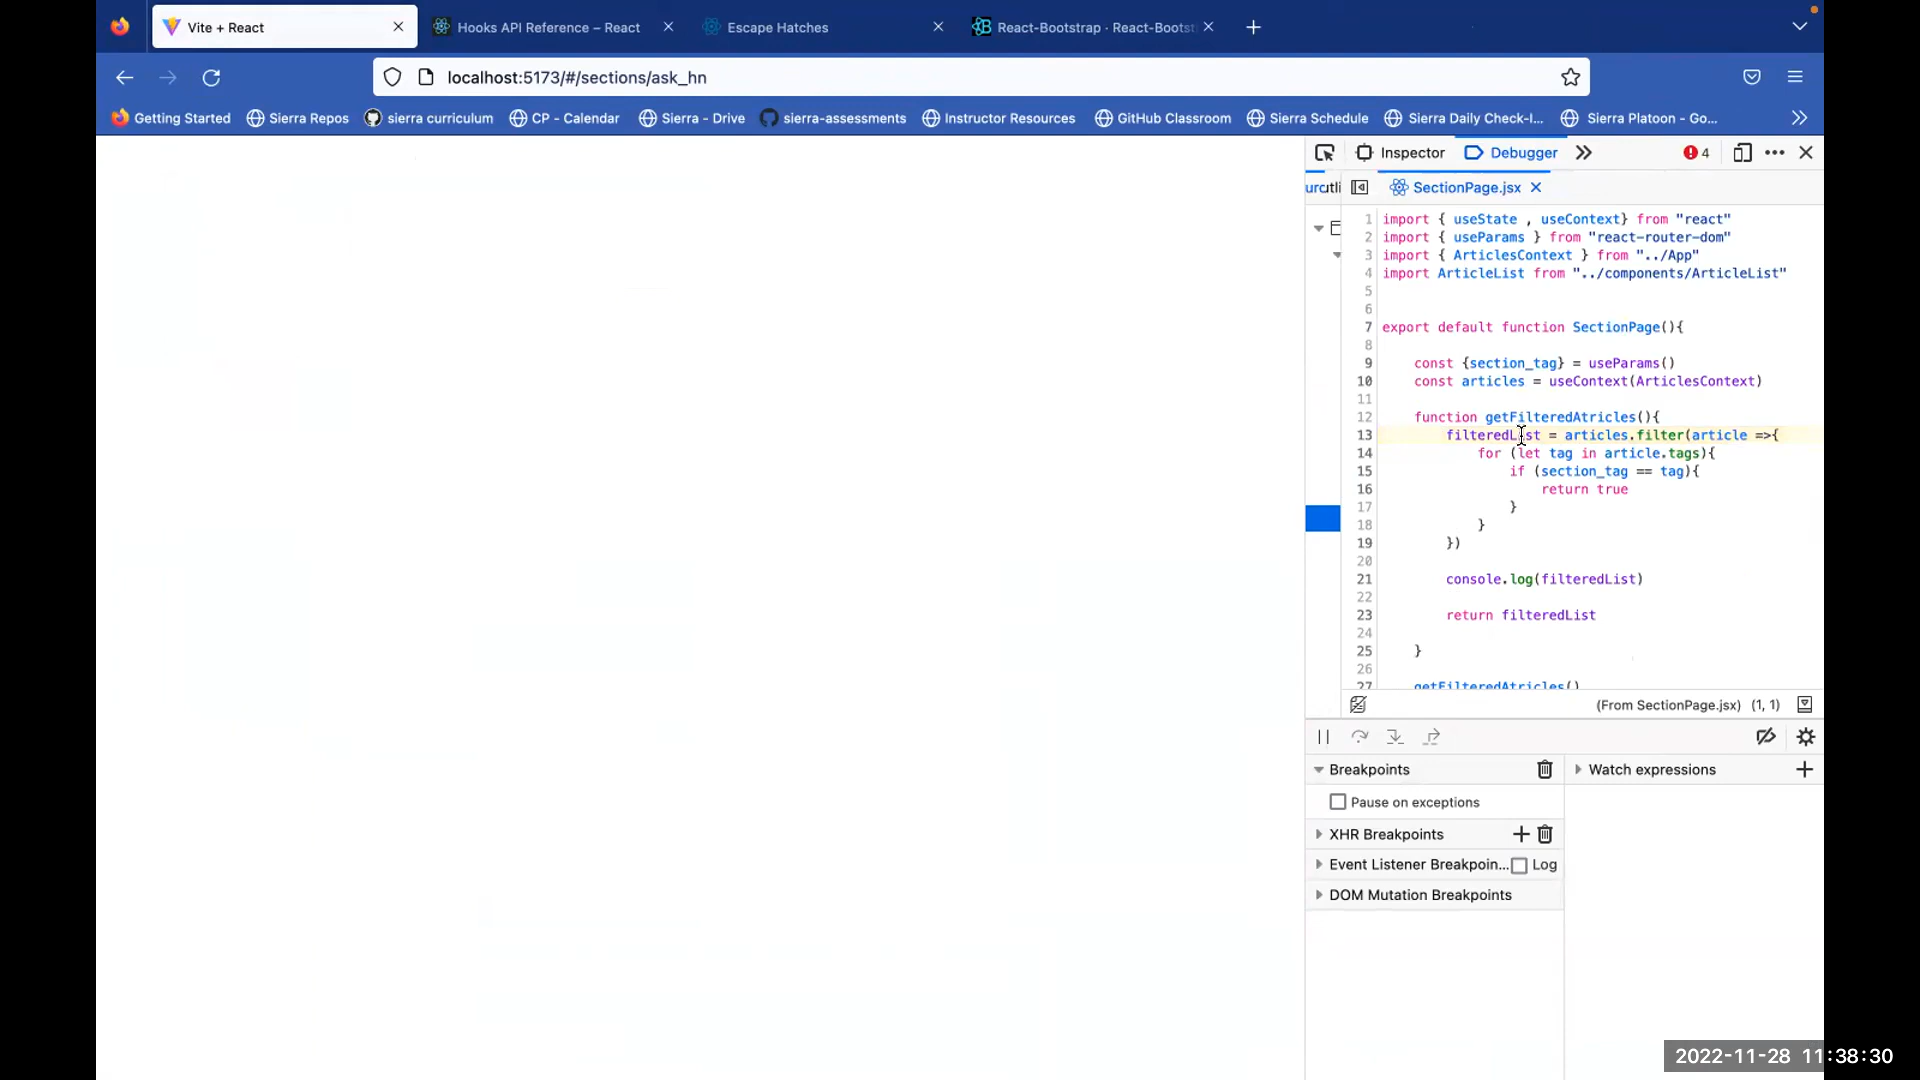 Vite + React
Hooks API Reference – React
Escape Hatches
React-Bootstrap · React-Bootst
localhost:5173/#/sections/ask_hn
Getting Started
Sierra Repos
sierra curriculum
CP - Calendar
Sierra - Drive
sierra-assessments
Instructor Resources
GitHub Classroom
Sierra Schedule
Sierra Daily Check-I...
Sierra Platoon - Go...
Inspector
Debugger
4
urc
utli
SectionPage.jsx
1 import { useState , useContext} from "react"
2 import { useParams } from "react-router-dom"
3 import { ArticlesContext } from "../App"
4 import ArticleList from "../components/ArticleList"
5
6
7 export default function SectionPage(){
8
9 const {section_tag} = useParams()
10 const articles = useContext(ArticlesContext)
11
12 function getFilteredAtricles(){
13 filteredList = articles.filter(article =>{
14 for (let tag in article.tags){
15 if (section_tag == tag){
16 return true
17 }
18 }
19 })
20
21 console.log(filteredList)
22
23 return filteredList
24
25 }
26
27 getFilteredAtricles()
(From SectionPage.jsx) (1, 1)
Breakpoints
Watch expressions
Pause on exceptions
XHR Breakpoints
Event Listener Breakpoin...
Log
DOM Mutation Breakpoints
2022-11-28 11:38:30